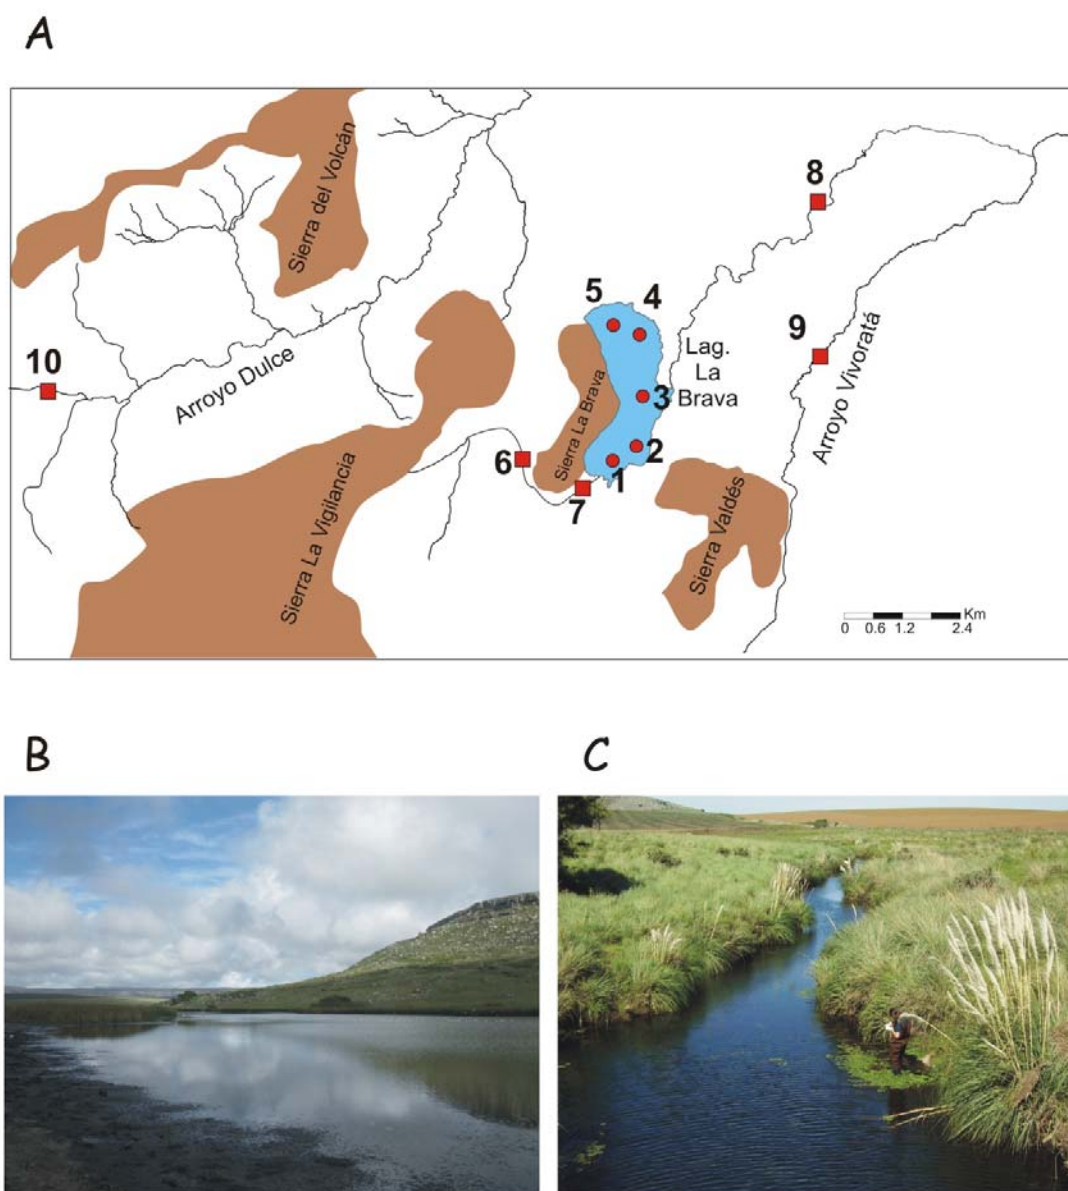 A
Sierra del Volcán
8
5
4
Lag.
La
Brava
9
10
Arroyo Dulce
3
Arroyo Vivoratá
Sierra La Brava
2
6
1
7
Sierra La Vigilancia
Sierra Valdés
Km
0 0.6 1.2 2.4
B
C